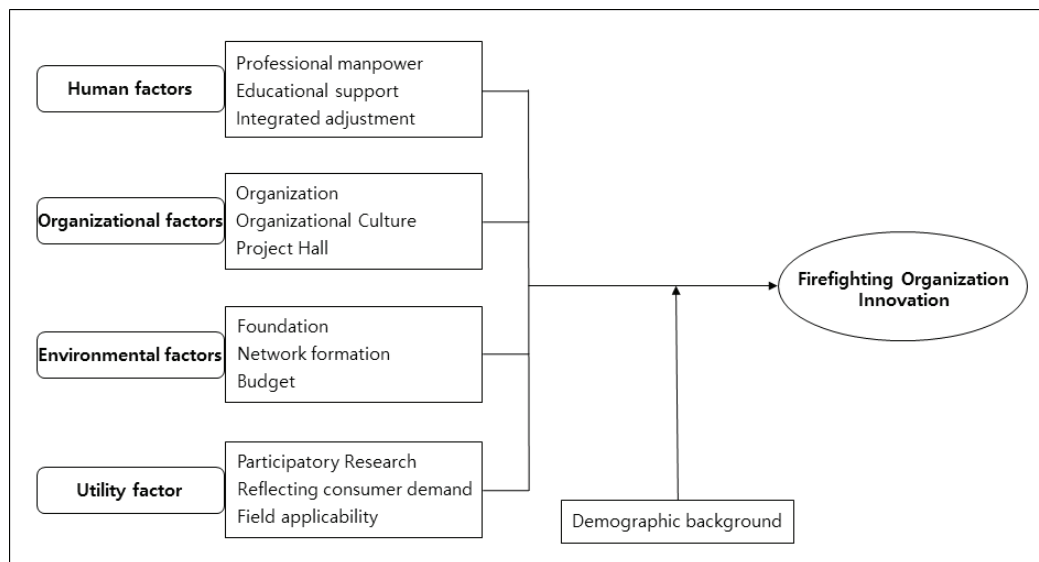 Human factors
Professional manpower
Educational support
Integrated adjustment
Organizational factors
Organization
Organizational Culture
Project Hall
Environmental factors
Foundation
Network formation
Budget
Utility factor
Participatory Research
Reflecting consumer demand
Field applicability
Demographic background
Firefighting Organization
Innovation